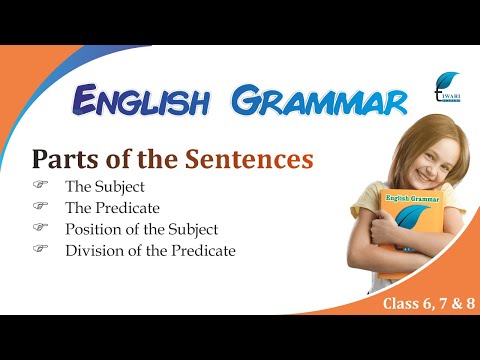 ENGLISH GRAMMAR
TIWARI
ACADEMY
Parts of the Sentences
☞ The Subject
☞ The Predicate
☞ Position of the Subject
☞ Division of the Predicate
English Grammar
Class 6, 7 & 8